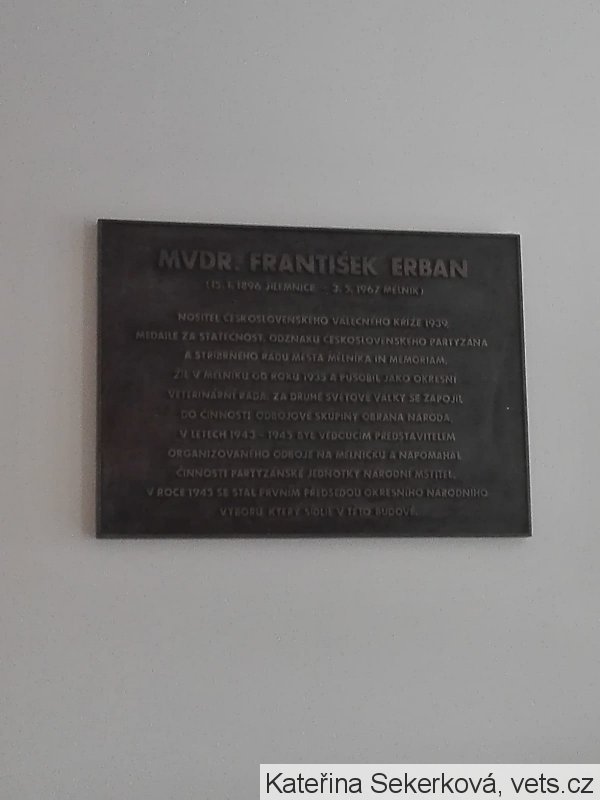 MVDR. FRANTIŠEK ERBAN
(15. 1. 1896 JILEMNICE - 3. 5. 1967 MĚLNÍK)
NOSITEL ČESKOSLOVENSKÉHO VÁLEČNÉHO KŘÍŽE 1939,
MEDAILE ZA STATEČNOST, ODZNAKU ČESKOSLOVENSKÉHO PARTYZÁNA
A STŘÍBRNÉHO ŘÁDU MĚSTA MĚLNÍKA IN MEMORIAM,
ŽIL V MĚLNÍKU OD ROKU 1935 A PŮSOBIL JAKO OKRESNÍ
VETERINÁRNÍ RADA. ZA DRUHÉ SVĚTOVÉ VÁLKY SE ZAPOJIL
DO ČINNOSTI ODBOJOVÉ SKUPINY OBRANA NÁRODA.
V LETECH 1943 - 1945 BYL VEDOUCÍM PŘEDSTAVITELEM
ORGANIZOVANÉHO ODBOJE NA MĚLNICKU A NAPOMÁHAL
ČINNOSTI PARTYZÁNSKÉ JEDNOTKY NÁRODNÍ MSTITEL.
V ROCE 1945 SE STAL PRVNÍM PŘEDSEDOU OKRESNÍHO NÁRODNÍHO
VÝBORU, KTERÝ SÍDLIL V TÉTO BUDOVĚ.
Kateřina Sekerková, vets.cz